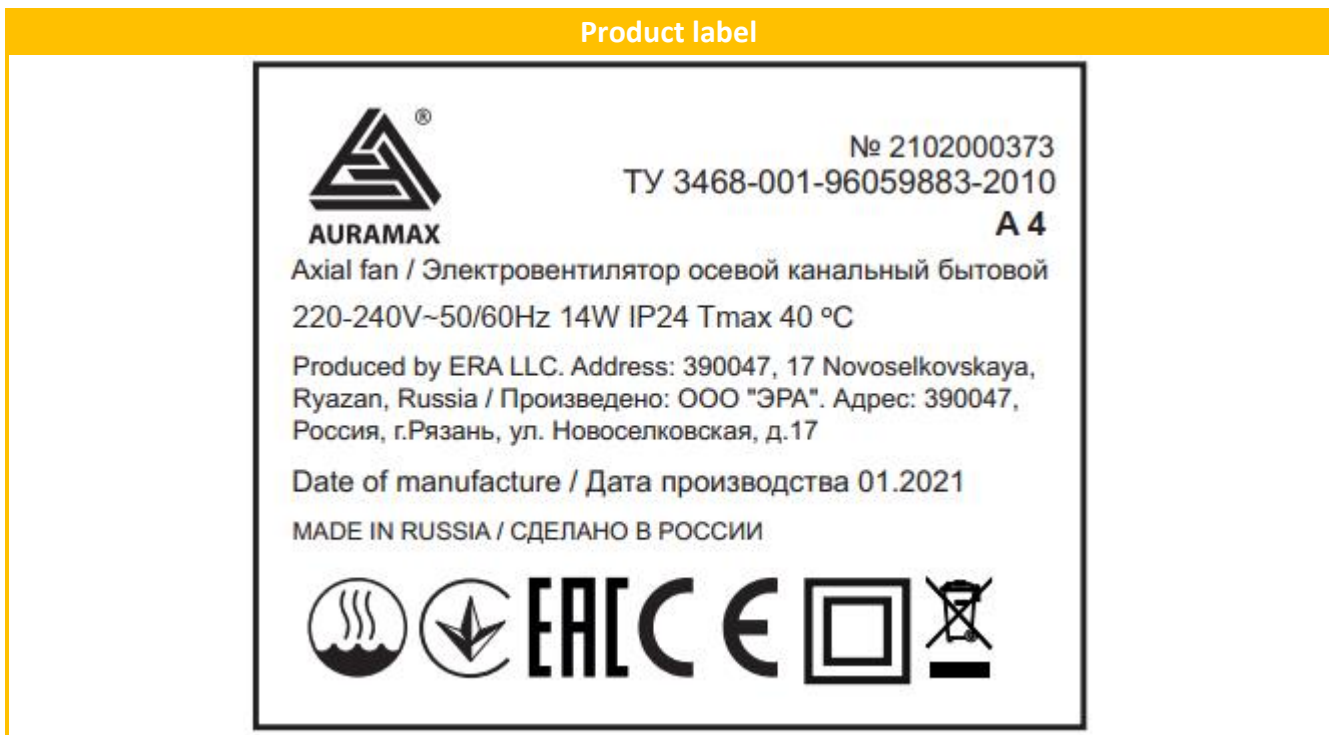 Product label
®
№ 2102000373
ТУ 3468-001-96059883-2010
AURAMAX
A 4
Axial fan / Электровентилятор осевой канальный бытовой
220-240V~50/60Hz 14W IP24 Tmax 40 ºC
Produced by ERA LLC. Address: 390047, 17 Novoselkovskaya,
Ryazan, Russia / Произведено: ООО "ЭРА". Адрес: 390047,
Россия, г.Рязань, ул. Новоселковская, д.17
Date of manufacture / Дата производства 01.2021
MADE IN RUSSIA / СДЕЛАНО В РОССИИ
EAC CE